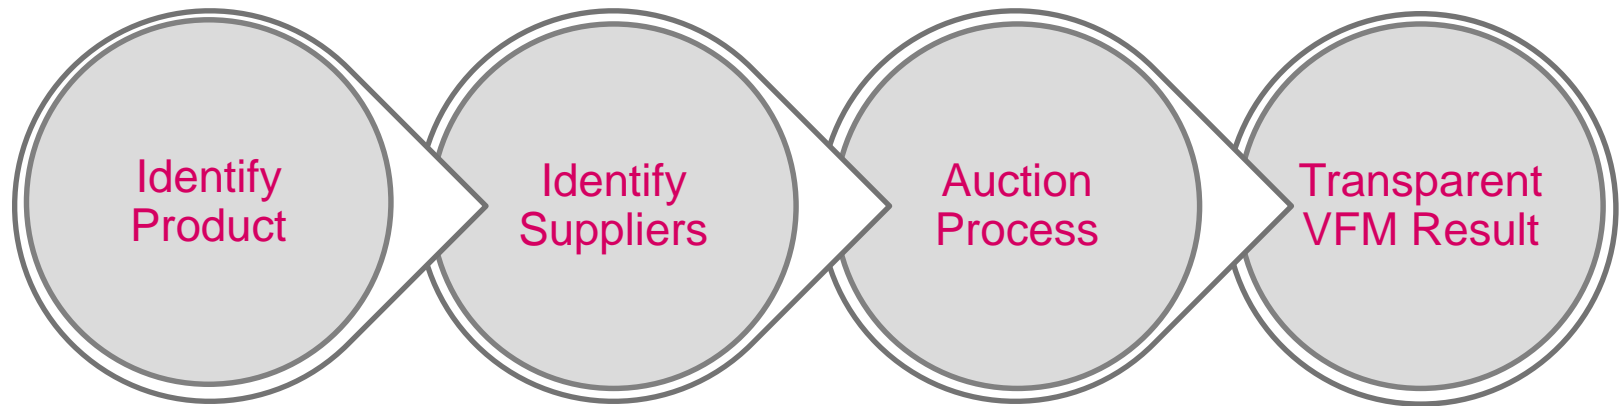 Identify
Product
Identify
Suppliers
Auction
Process
Transparent
VFM Result